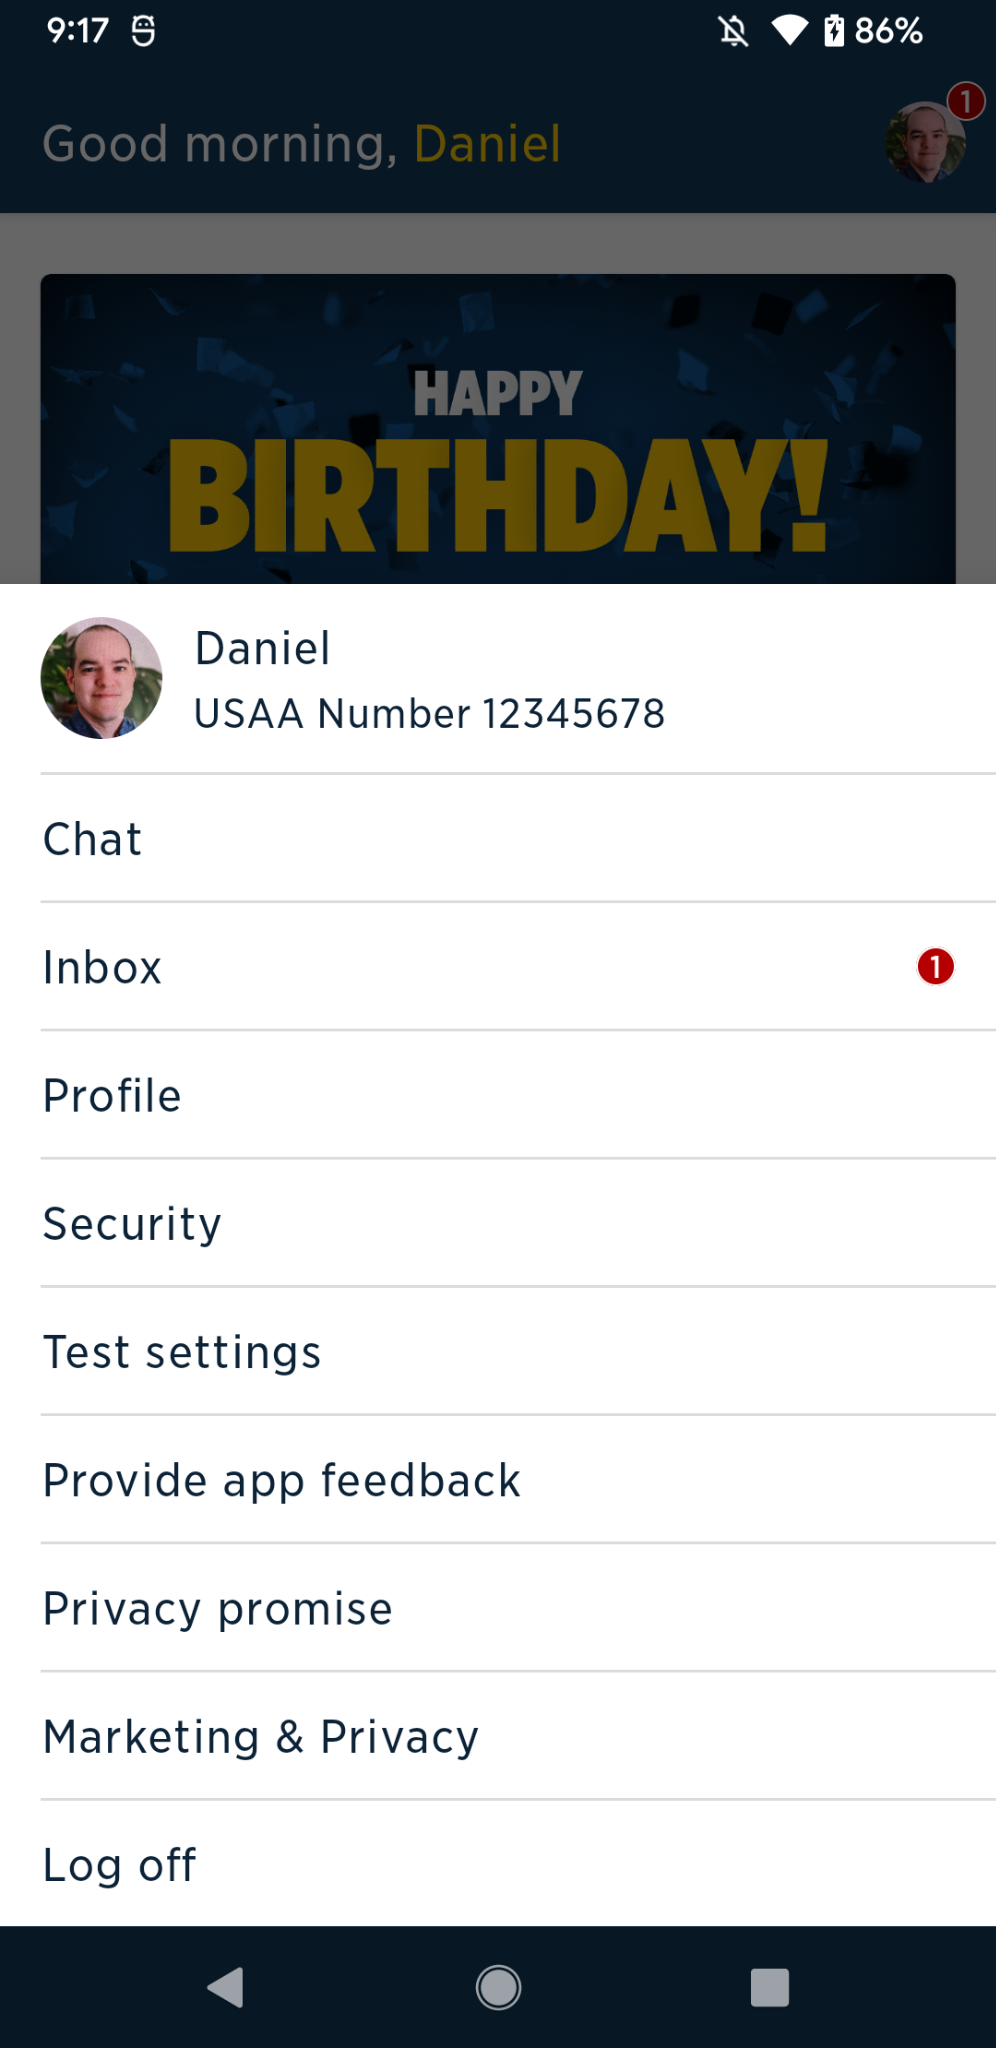 9:17 86%
1
Good morning, Daniel
HAPPY
BIRTHDAY!
Daniel
USAA Number 12345678
Chat
Inbox 1
Profile
Security
Test settings
Provide app feedback
Privacy promise
Marketing & Privacy
Log off